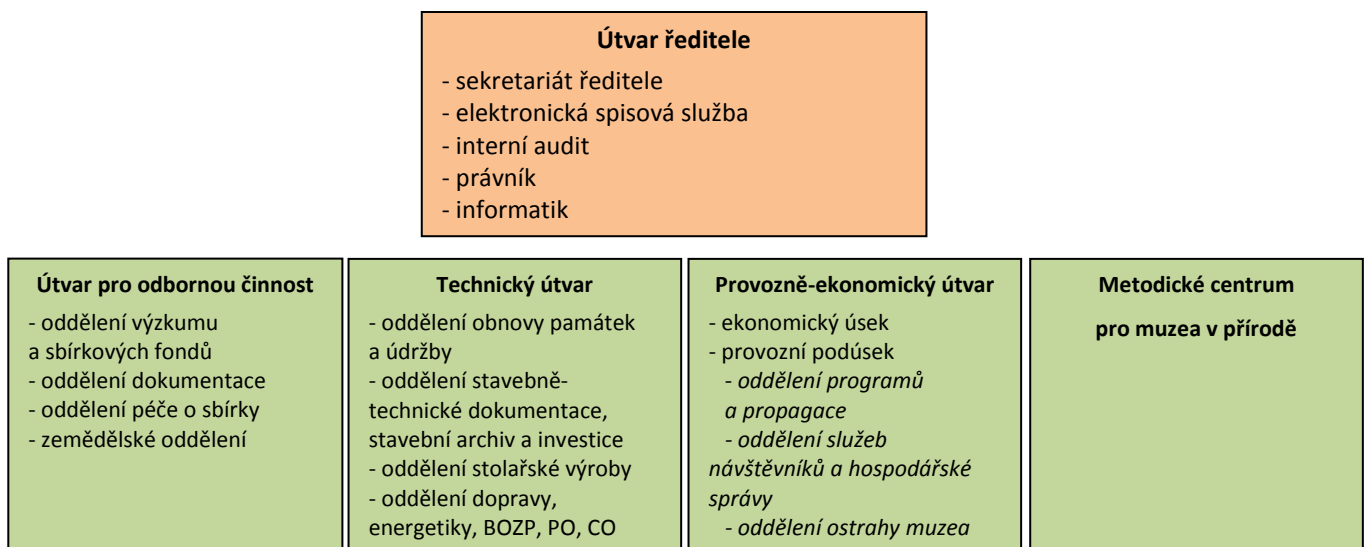 Útvar ředitele
- sekretariát ředitele
- elektronická spisová služba
- interní audit
- právník
- informatik
Útvar pro odbornou činnost
- oddělení výzkumu
a sbírkových fondů
- oddělení dokumentace
- oddělení péče o sbírky
- zemědělské oddělení
Technický útvar
- oddělení obnovy památek
a údržby
- oddělení stavebně-
technické dokumentace,
stavební archiv a investice
- oddělení stolařské výroby
- oddělení dopravy,
energetiky, BOZP, PO, CO
Provozně-ekonomický útvar
- ekonomický úsek
- provozní podúsek
- oddělení programů
a propagace
- oddělení služeb
návštěvníků a hospodářské
správy
- oddělení ostrahy muzea
Metodické centrum
pro muzea v přírodě